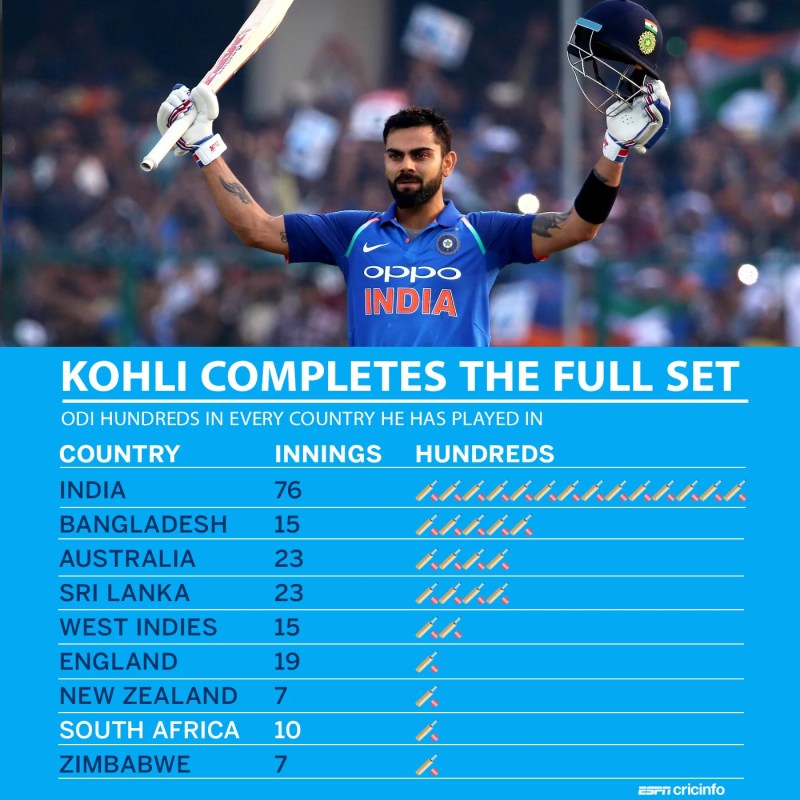 oppo
INDIA
KOHLI COMPLETES THE FULL SET
ODI HUNDREDS IN EVERY COUNTRY HE HAS PLAYED IN
COUNTRY INNINGS HUNDREDS
INDIA 76
BANGLADESH 15
AUSTRALIA 23
SRI LANKA 23
WEST INDIES 15
ENGLAND 19
NEW ZEALAND 7
SOUTH AFRICA 10
ZIMBABWE 7
ESPN cricinfo